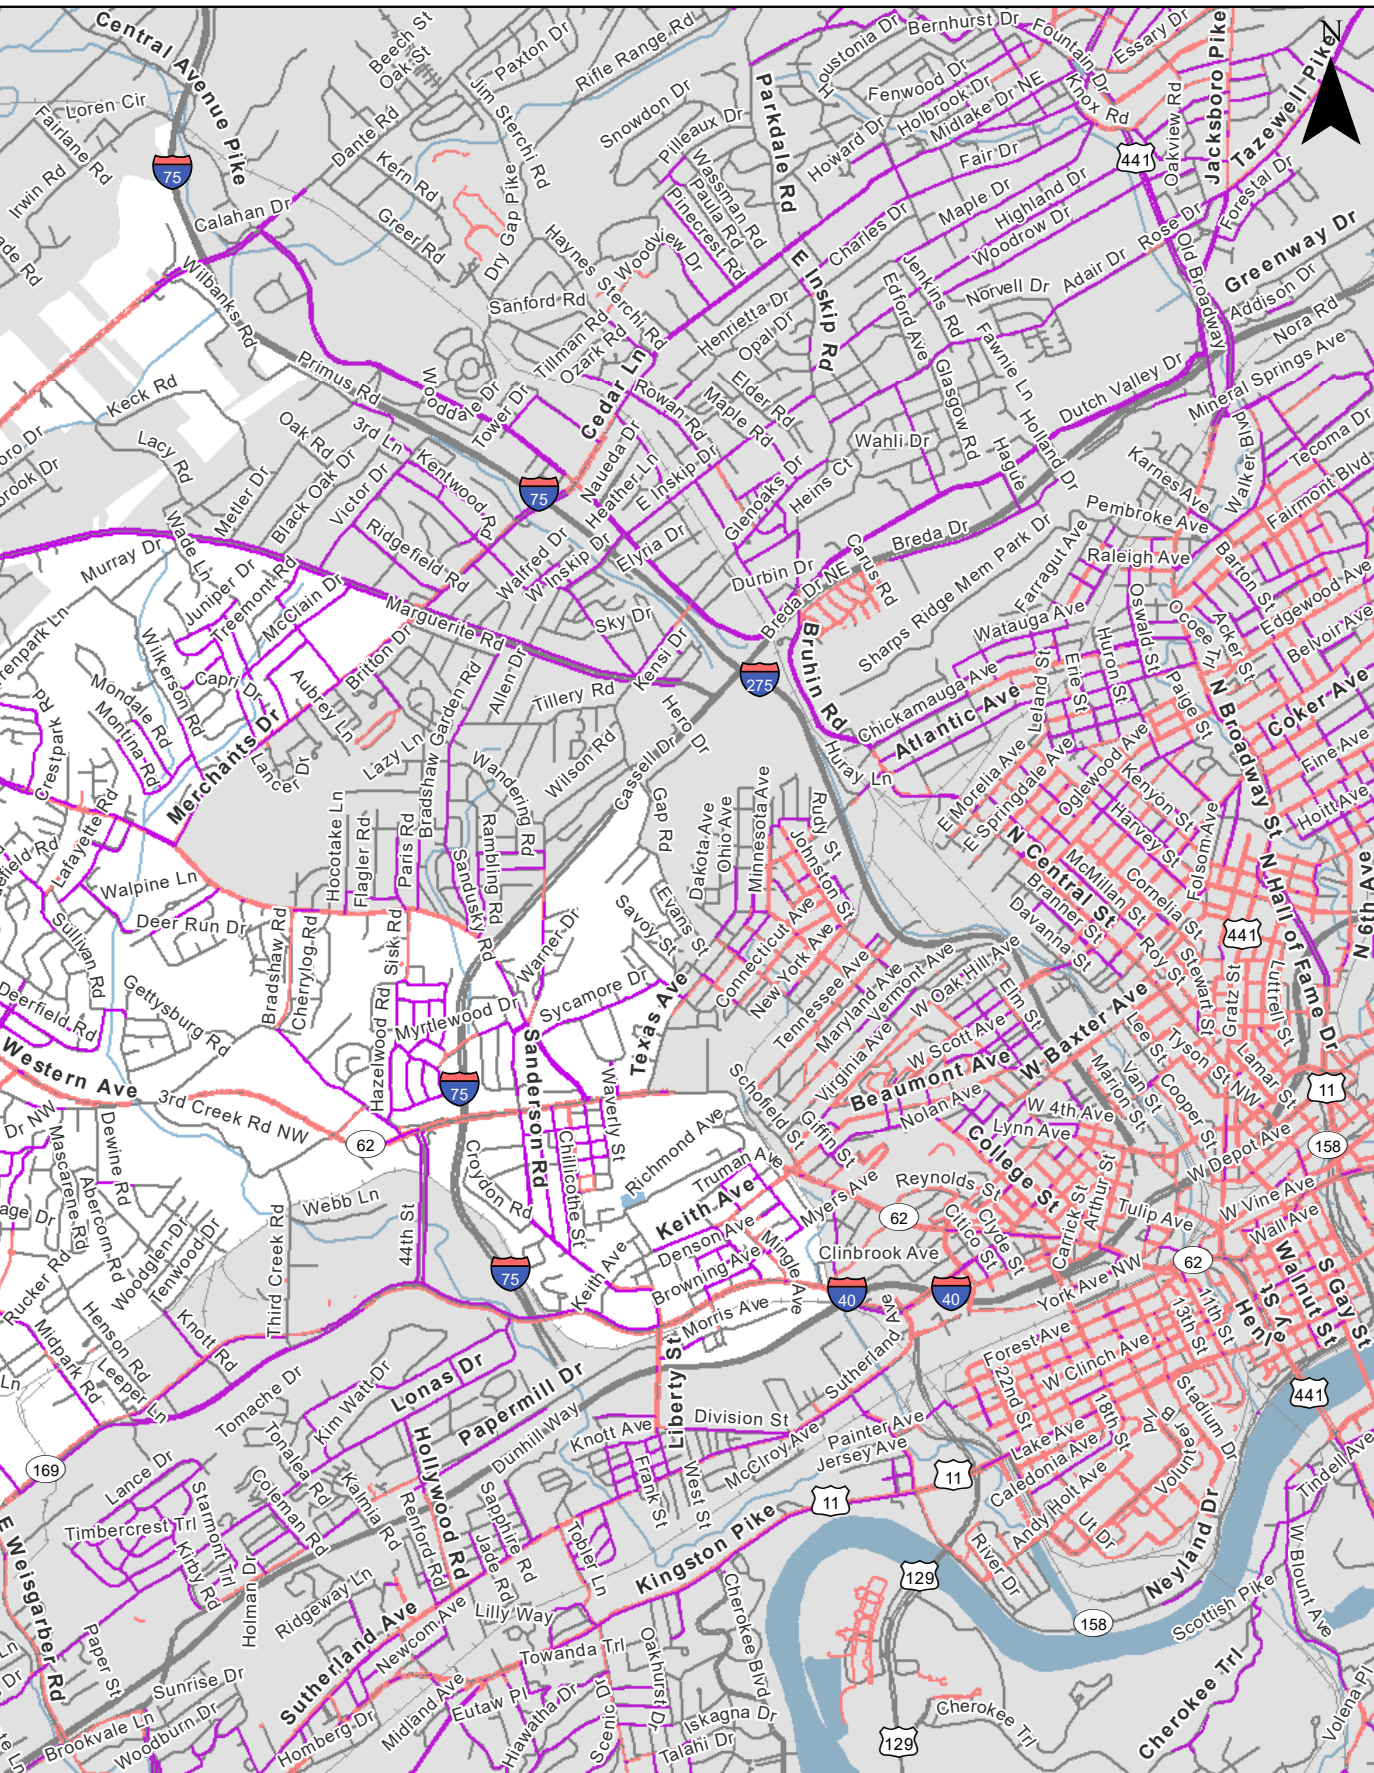 Central Avenue Pike
Beech St
Oak St
Paxton Dr
Rifle Range Rd
Houstonia Dr
Bernhurst Dr
Fountain Dr
Essary Dr
Jacksboro Pike
Tazewell Pike
N
Loren Cir
Fairlane Rd
Irwin Rd
Dante Rd
Kern Rd
Jim Sterchi Rd
Snowdon Dr
Pilleaux Dr
Parkdale Rd
Fenwood Dr
Holbrook Dr
Midlake Dr NE
Knox Rd
Oakview Rd
441
75
Calahan Dr
Greer Rd
Dry Gap Pike
Wassman Rd
Paula Rd
Pinecrest Rd
Howard Dr
Fair Dr
Maple Dr
Highland Dr
Woodrow Dr
Forestal Dr
Rose Dr
Greenway Dr
ade Rd
Wilbanks Rd
Haynes Sterchi Rd
Woodview Dr
Charles Dr
E Inskip Rd
Jenkins Rd
Edford Ave
Norvell Dr
Adair Dr
Old Broadway
Addison Dr
Nora Rd
Sanford Rd
Tillman Rd
Ozark Rd
Henrietta Dr
Opal Dr
Fawnie Ln
Glasgow Rd
Dutch Valley Dr
Mineral Springs Ave
Keck Rd
Primus Rd
Wooddale Dr
Tower Dr
Cedar Ln
Rowan Rd
Elder Rd
Maple Rd
Holland Dr
Hague
Walker Blvd
Tecoma Dr
oro Dr
brook Dr
Lacy Rd
Oak Rd
3rd Ln
Metler Dr
Black Oak Dr
Victor Dr
Kentwood Rd
Naueda Dr
Heather Ln
E Inskip Dr
Glenoaks Dr
Heins Ct
Wahli Dr
Karnes Ave
Pembroke Ave
Fairmont Blvd
75
Murray Dr
Wade Ln
Juniper Dr
Treemont Rd
McClain Dr
Ridgefield Rd
Walfred Dr
W Inskip Dr
Elyria Dr
Durbin Dr
Breda Dr NE
Carus Rd
Breda Dr
Sharps Ridge Mem Park Dr
Farragut Ave
Raleigh Ave
Barton St
Edgewood Ave
Belvoir Ave
renpark Ln
Wilkerson Rd
Capri Dr
Marguerite Rd
Britton Dr
Sky Dr
Kensi Dr
Bruhin Rd
Watauga Ave
Oswald St
Ocoee Trl
Acker St
Crestpark Rd
Mondale Rd
Montina Rd
Aubrey Ln
Merchants Dr
Lancer Dr
Lazy Ln
Bradshaw Garden Rd
Allen Dr
Tillery Rd
Hero Dr
275
Chickamauga Ave
Atlantic Ave
Leland St
Erie St
Huron St
Paige St
N Broadway St
Coker Ave
Fine Ave
Hoitt Ave
Wandering Rd
Wilson Rd
Cassell Dr
Gap Rd
Huray Ln
E Morelia Ave
E Springdale Ave
Oglewood Ave
Kenyon St
Harvey St
Folsom Ave
efield Rd
Lafayette Rd
Hocotake Ln
Flagler Rd
Paris Rd
Sandusky Rd
Rambling Rd
Dakota Ave
Ohio Ave
Minnesota Ave
Rudy St
Johnston St
N Central St
McMillan St
Cornelia St
Branner St
Davanna St
N Hall of Fame Dr
N 6th Ave
Walpine Ln
Deer Run Dr
Sullivan Rd
Bradshaw Rd
Cherrylog Rd
Sisk Rd
Savoy St
Evans St
Warner Dr
Connecticut Ave
New York Ave
Tennessee Ave
Maryland Ave
Vermont Ave
W Oakhill Ave
Elm St
Roy St
Stewart St
441
Gratz St
Luttrell St
Deerfield Rd
Gettysburg Rd
Hazelwood Rd
Myrtlewood Dr
Sycamore Dr
Texas Ave
Virginia Ave
W Scott Ave
Beaumont Ave
W Baxter Ave
Lee St
Tyson St NW
Lamar St
Western Ave
3rd Creek Rd NW
75
Sanderson Rd
Waverly St
Schofield St
Giffin St
Nolan Ave
W 4th Ave
Lynn Ave
Marion St
Van St
Cooper St
W Depot Ave
11
158
Dr NW
Mascarene Rd
Dewine Rd
62
Croydon Rd
Chillicothe St
Richmond Ave
Truman Ave
College St
Reynolds St
Abercorn Rd
age Dr
Woodglen Dr
Tenwood Dr
Webb Ln
Third Creek Rd
44th St
Keith Ave
Myers Ave
62
Citico St
Clyde St
Carrick St
Arthur St
Tulip Ave
W Vine Ave
Wall Ave
Rucker Rd
Denson Ave
Browning Ave
Mingle Ave
Clinbrook Ave
62
Walnut St
S Gay St
Henley St
75
Keith Ave
Morris Ave
40
40
York Ave NW
13th St
11th St
Midpark Rd
Henson Rd
Knott Rd
Leeper Ln
Ln
Sutherland Ave
Forest Ave
W Clinch Ave
22nd St
18th St
Stadium Dr
441
Tomache Dr
Kim Watt Dr
Lonas Dr
Papermill Dr
Liberty St
Hollywood Rd
Dunhill Way
Knott Ave
Division St
McClroy Ave
Painter Ave
Jersey Ave
Lake Ave
Caledonia Ave
Volunteer Blvd
Tindell Ave
169
Lance Dr
Tonalea Rd
Coleman Rd
Kalmia Rd
Renford Rd
Sapphire Rd
Frank St
West St
11
11
Andy Holt Ave
Ut Dr
Neyland Dr
Timbercrest Trl
Starmont Trl
Kirby Rd
Holman Dr
Jade Rd
Tobler Ln
Kingston Pike
River Dr
W Blount Ave
E Weisgarber Rd
Ridgeway Ln
Lilly Way
129
158
Scottish Pike
Ln
Dr
Paper St
Sunrise Dr
Sutherland Ave
Newcom Ave
Towanda Trl
Oakhurst Dr
Cherokee Blvd
Cherokee Trl
Brookvale Ln
Woodburn Dr
Homberg Dr
Midland Ave
Eutaw Pl
Hiawatha Dr
Scenic Dr
Iskagna Dr
Talahi Dr
129
Cherokee Trl
Volena Pl
te Ln